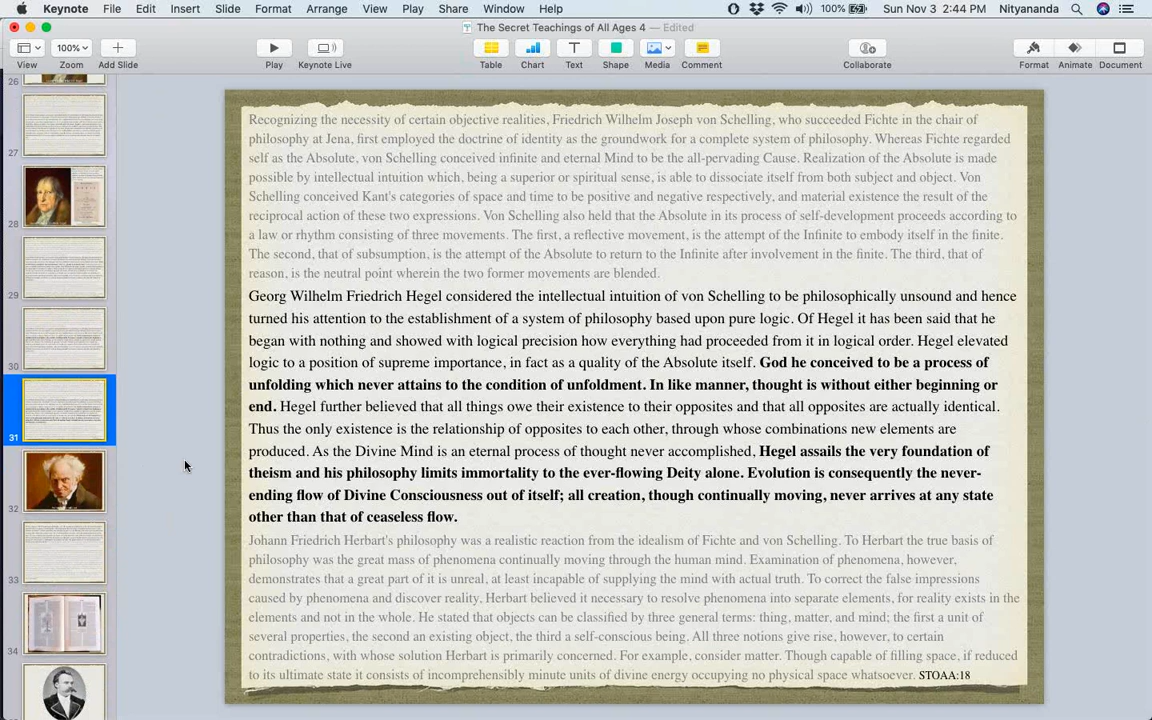 Keynote File Edit Insert Slide Format Arrange View Play Share Window Help 100% Sun Nov 3 2:44 PM Nityananda
The Secret Teachings of All Ages 4 — Edited
100%
View Zoom Add Slide Play Keynote Live Table Chart Text Shape Media Comment Collaborate Format Animate Document
26
27
28
29
30
31
32
33
34
Recognizing the necessity of certain objective realities, Friedrich Wilhelm Joseph von Schelling, who succeeded Fichte in the chair of
philosophy at Jena, first employed the doctrine of identity as the groundwork for a complete system of philosophy. Whereas Fichte regarded
self as the Absolute, von Schelling conceived infinite and eternal Mind to be the all-pervading Cause. Realization of the Absolute is made
possible by intellectual intuition which, being a superior or spiritual sense, is able to dissociate itself from both subject and object. Von
Schelling conceived Kant's categories of space and time to be positive and negative respectively, and material existence the result of the
reciprocal action of these two expressions. Von Schelling also held that the Absolute in its process of self-development proceeds according to
a law or rhythm consisting of three movements. The first, a reflective movement, is the attempt of the Infinite to embody itself in the finite.
The second, that of subsumption, is the attempt of the Absolute to return to the Infinite after involvement in the finite. The third, that of
reason, is the neutral point wherein the two former movements are blended.
Georg Wilhelm Friedrich Hegel considered the intellectual intuition of von Schelling to be philosophically unsound and hence
turned his attention to the establishment of a system of philosophy based upon pure logic. Of Hegel it has been said that he
began with nothing and showed with logical precision how everything had proceeded from it in logical order. Hegel elevated
logic to a position of supreme importance, in fact as a quality of the Absolute itself. God he conceived to be a process of
unfolding which never attains to the condition of unfoldment. In like manner, thought is without either beginning or
end. Hegel further believed that all things owe their existence to their opposites and that all opposites are actually identical.
Thus the only existence is the relationship of opposites to each other, through whose combinations new elements are
produced. As the Divine Mind is an eternal process of thought never accomplished, Hegel assails the very foundation of
theism and his philosophy limits immortality to the ever-flowing Deity alone. Evolution is consequently the never-
ending flow of Divine Consciousness out of itself; all creation, though continually moving, never arrives at any state
other than that of ceaseless flow.
Johann Friedrich Herbart's philosophy was a realistic reaction from the idealism of Fichte and von Schelling. To Herbart the true basis of
philosophy was the great mass of phenomena continually moving through the human mind. Examination of phenomena, however,
demonstrates that a great part of it is unreal, at least incapable of supplying the mind with actual truth. To correct the false impressions
caused by phenomena and discover reality, Herbart believed it necessary to resolve phenomena into separate elements, for reality exists in the
elements and not in the whole. He stated that objects can be classified by three general terms: thing, matter, and mind; the first a unit of
several properties, the second an existing object, the third a self-conscious being. All three notions give rise, however, to certain
contradictions, with whose solution Herbart is primarily concerned. For example, consider matter. Though capable of filling space, if reduced
to its ultimate state it consists of incomprehensibly minute units of divine energy occupying no physical space whatsoever. STOAA:18